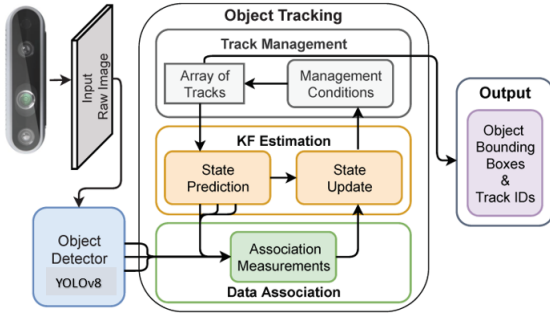 Object Tracking
Track Management
Input
Raw Image
Array of
Tracks
Management
Conditions
Output
Object
Bounding
Boxes
&
Track IDs
KF Estimation
State
Prediction
State
Update
Object
Detector
YOLOv8
Association
Measurements
Data Association